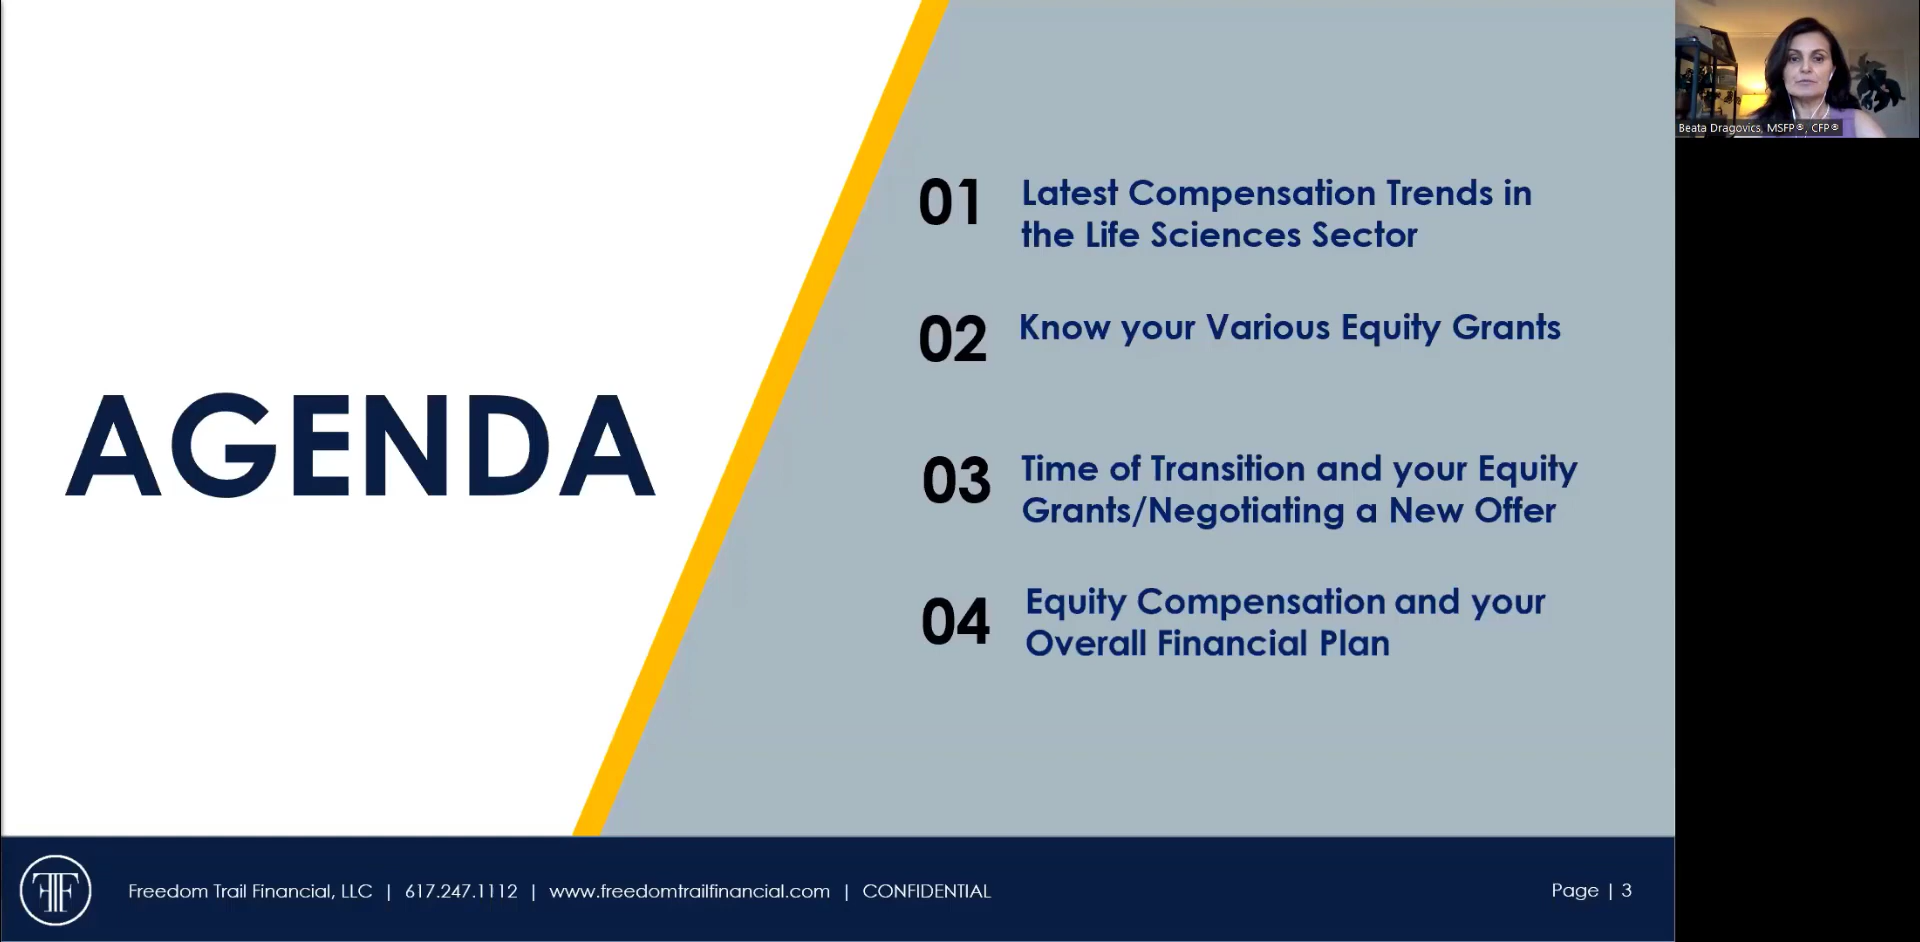 AGENDA
01
Latest Compensation Trends in
the Life Sciences Sector
02
Know your Various Equity Grants
03
Time of Transition and your Equity
Grants/Negotiating a New Offer
04
Equity Compensation and your
Overall Financial Plan
Freedom Trail Financial, LLC | 617.247.1112 | www.freedomtrailfinancial.com | CONFIDENTIAL
Page | 3
Beata Dragovics, MSFP®, CFP®